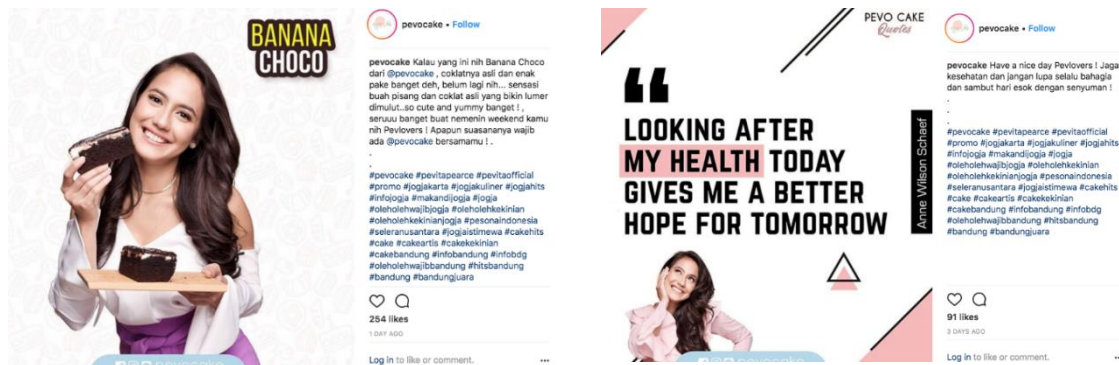 BANANA
CHOCO
pevocake
pevocake • Follow
pevocake Kalau yang ini nih Banana Choco
dari @pevocake , coklatnya asli dan enak
pake banget deh, belum lagi nih... sensasi
buah pisang dan coklat asli yang bikin lumer
dimulut..so cute and yummy banget ! ,
seruuu banget buat nemenin weekend kamu
nih Pevlovers ! Apapun suasananya wajib
ada @pevocake bersamamu ! .
.
.
#pevocake #pevitapearce #pevitaofficial
#promo #jogjakarta #jogjakuliner #jogjahits
#infojogja #makandijogja #jogja
#oleholehwajibjogja #oleholehkekinian
#oleholehkekinianjogja #pesonaindonesia
#seleranusantara #jogjaistimewa #cakehits
#cake #cakeartis #cakekekinian
#cakebandung #infobandung #infobdg
#oleholehwajibbandung #hitsbandung
#bandung #bandungjuara
254 likes
1 DAY AGO
Log in to like or comment.
PEVO CAKE
Quotes
“
LOOKING AFTER
MY HEALTH TODAY
GIVES ME A BETTER
HOPE FOR TOMORROW
Anne Wilson Schaef
pevocake
pevocake • Follow
pevocake Have a nice day Pevlovers ! Jaga
kesehatan dan jangan lupa selalu bahagia
dan sambut hari esok dengan senyuman !
.
.
.
#pevocake #pevitapearce #pevitaofficial
#promo #jogjakarta #jogjakuliner #jogjahits
#infojogja #makandijogja #jogja
#oleholehwajibjogja #oleholehkekinian
#oleholehkekinianjogja #pesonaindonesia
#seleranusantara #jogjaistimewa #cakehits
#cake #cakeartis #cakekekinian
#cakebandung #infobandung #infobdg
#oleholehwajibbandung #hitsbandung
#bandung #bandungjuara
91 likes
3 DAYS AGO
Log in to like or comment.